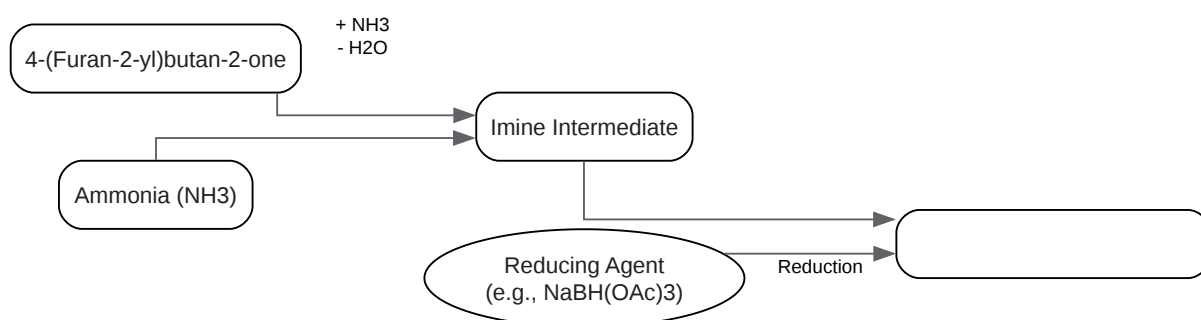 + NH3
- H2O
4-(Furan-2-yl)butan-2-one
Imine Intermediate
Ammonia (NH3)
Reducing Agent
(e.g., NaBH(OAc)3)
Reduction